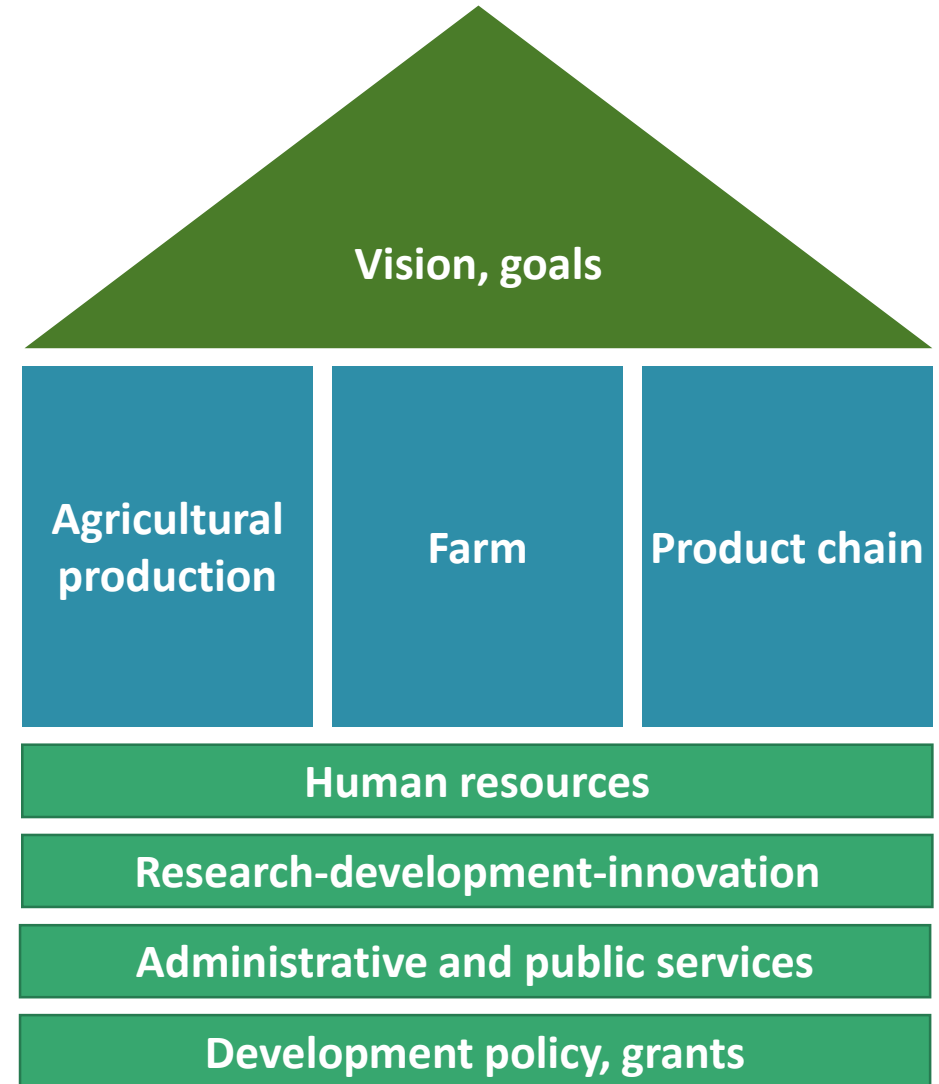 Vision, goals
Agricultural
production
Farm
Product chain
Human resources
Research-development-innovation
Administrative and public services
Development policy, grants